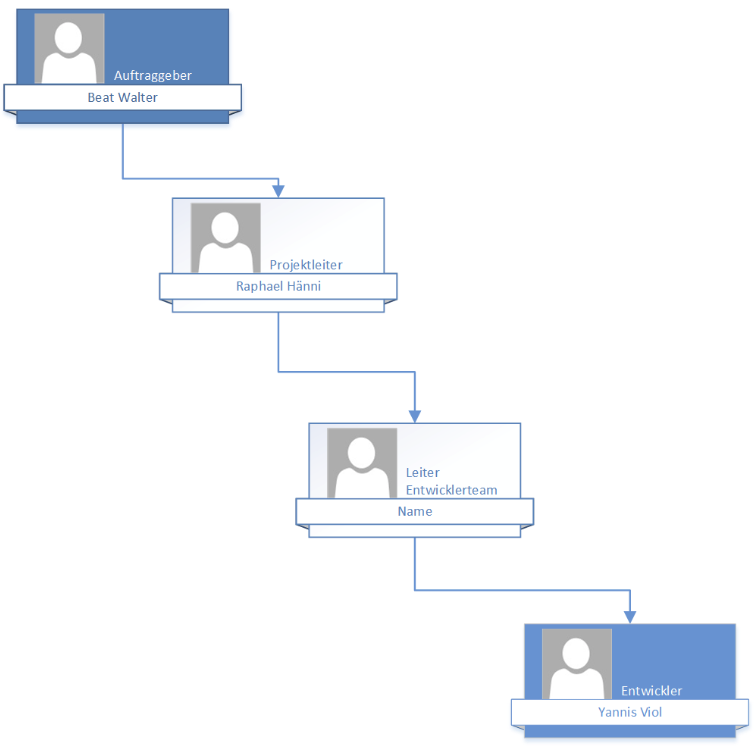 Auftraggeber
Beat Walter
Projektleiter
Raphael Hänni
Leiter
Entwicklerteam
Name
Entwickler
Yannis Viol